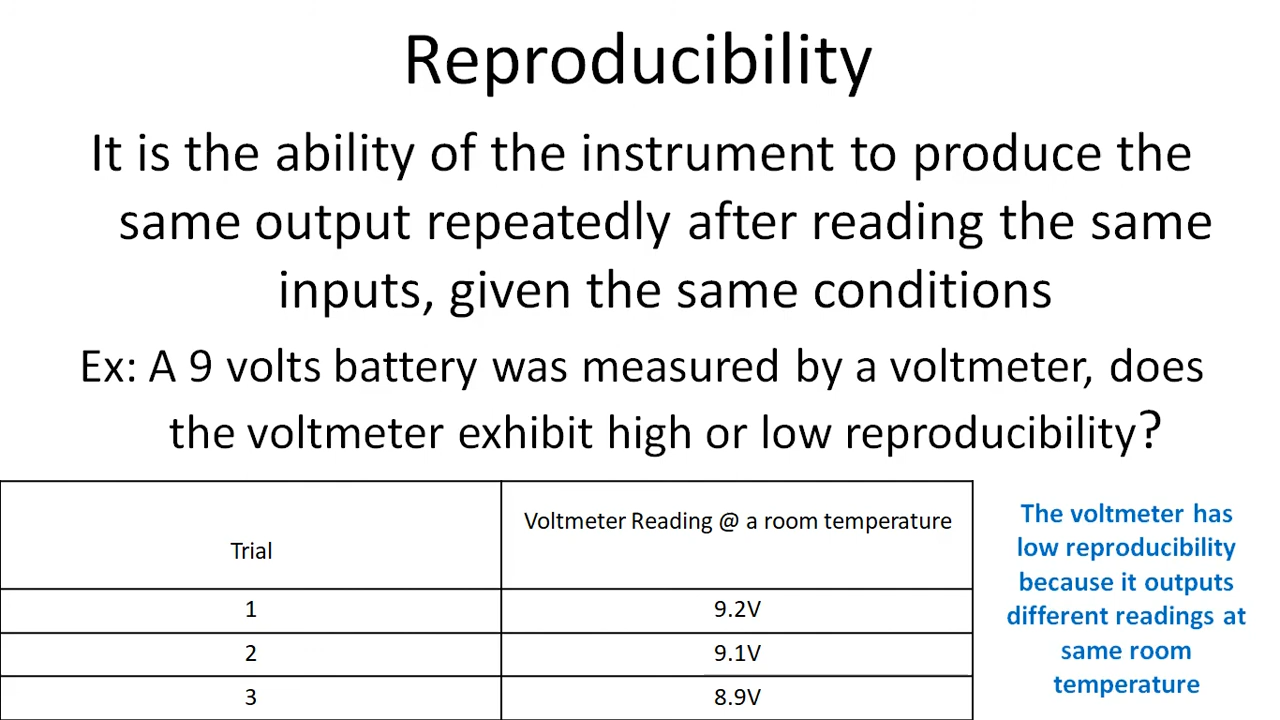 Reproducibility
It is the ability of the instrument to produce the
same output repeatedly after reading the same
inputs, given the same conditions
Ex: A 9 volts battery was measured by a voltmeter, does
the voltmeter exhibit high or low reproducibility?
Trial
Voltmeter Reading @ a room temperature
1
9.2V
2
9.1V
3
8.9V
The voltmeter has
low reproducibility
because it outputs
different readings at
same room
temperature